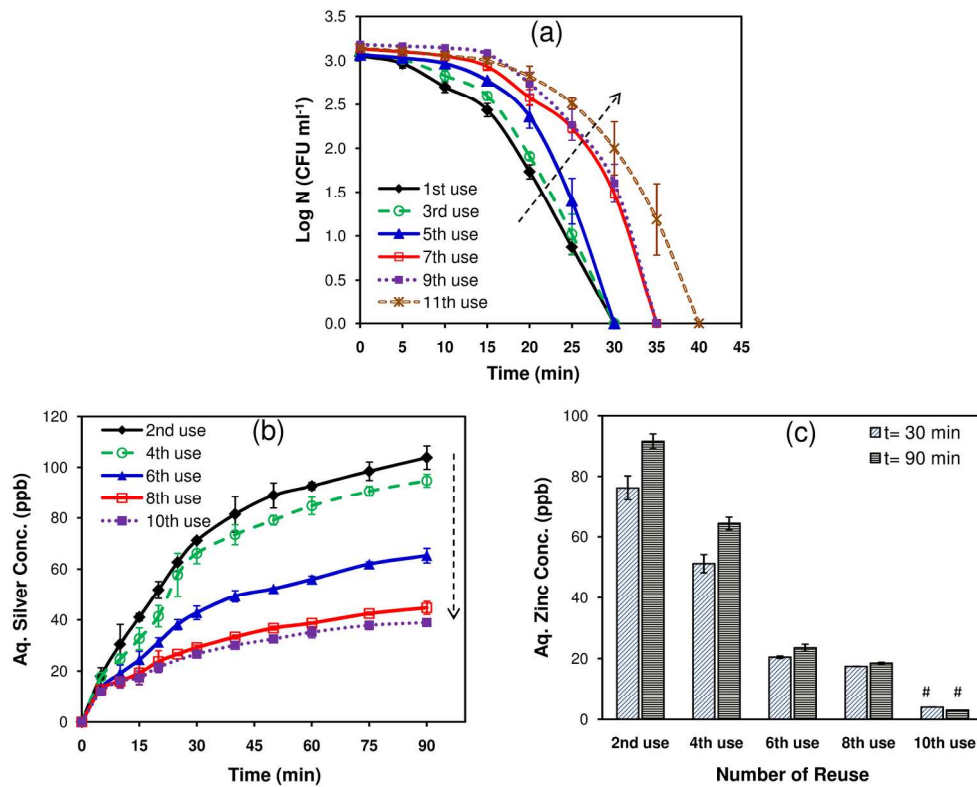 (a)
3.5
3.0
2.5
2.0
1.5
1.0
0.5
0.0
Log N (CFU ml⁻¹)
1st use
3rd use
5th use
7th use
9th use
11th use
0 5 10 15 20 25 30 35 40 45
Time (min)
(b)
120
100
80
60
40
20
0
Aq. Silver Conc. (ppb)
2nd use
4th use
6th use
8th use
10th use
0 15 30 45 60 75 90
Time (min)
(c)
100
80
60
40
20
0
Aq. Zinc Conc. (ppb)
t= 30 min
t= 90 min
# #
2nd use 4th use 6th use 8th use 10th use
Number of Reuse